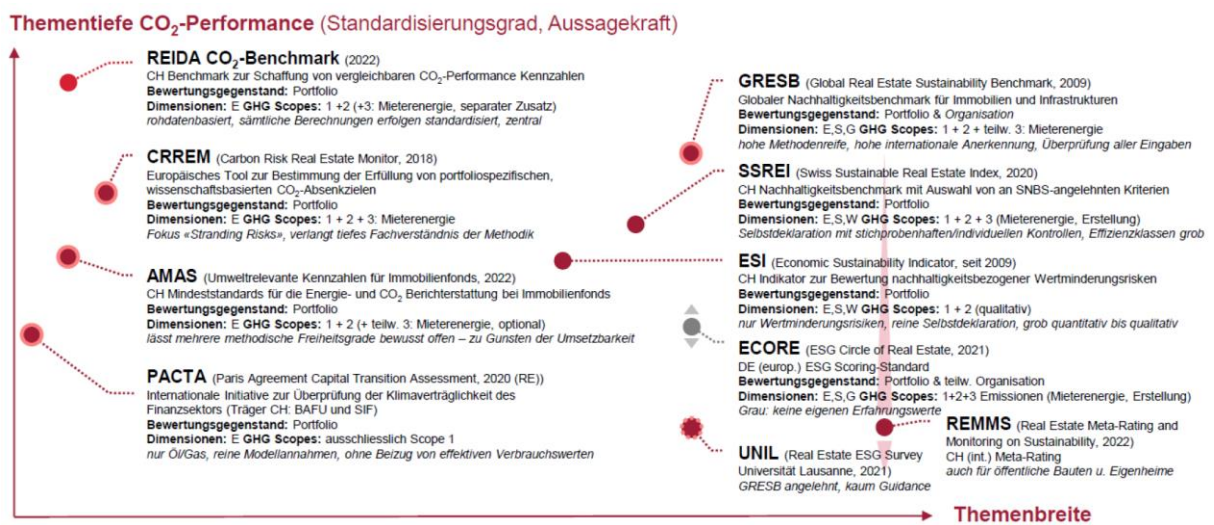 Thementiefe CO₂-Performance (Standardisierungsgrad, Aussagekraft)
REIDA CO₂-Benchmark (2022)
CH Benchmark zur Schaffung von vergleichbaren CO₂-Performance Kennzahlen
Bewertungsgegenstand: Portfolio
Dimensionen: E GHG Scopes: 1 +2 (+3: Mieterenergie, separater Zusatz)
rohdatenbasiert, sämtliche Berechnungen erfolgen standardisiert, zentral
CRREM (Carbon Risk Real Estate Monitor, 2018)
Europäisches Tool zur Bestimmung der Erfüllung von portfoliospezifischen,
wissenschaftsbasierten CO₂-Absenkzielen
Bewertungsgegenstand: Portfolio
Dimensionen: E GHG Scopes: 1 + 2 + 3: Mieterenergie
Fokus «Stranding Risks», verlangt tiefes Fachverständnis der Methodik
AMAS (Umweltrelevante Kennzahlen für Immobilienfonds, 2022)
CH Mindeststandards für die Energie- und CO₂ Berichterstattung bei Immobilienfonds
Bewertungsgegenstand: Portfolio
Dimensionen: E GHG Scopes: 1 + 2 (+ teilw. 3: Mieterenergie, optional)
lässt mehrere methodische Freiheitsgrade bewusst offen – zu Gunsten der Umsetzbarkeit
PACTA (Paris Agreement Capital Transition Assessment, 2020 (RE))
Internationale Initiative zur Überprüfung der Klimaverträglichkeit des
Finanzsektors (Träger CH: BAFU und SIF)
Bewertungsgegenstand: Portfolio
Dimensionen: E GHG Scopes: ausschliesslich Scope 1
nur Öl/Gas, reine Modellannahmen, ohne Beizug von effektiven Verbrauchswerten
GRESB (Global Real Estate Sustainability Benchmark, 2009)
Globaler Nachhaltigkeitsbenchmark für Immobilien und Infrastrukturen
Bewertungsgegenstand: Portfolio & Organisation
Dimensionen: E,S,G GHG Scopes: 1 + 2 + teilw. 3: Mieterenergie
hohe Methodenreife, hohe internationale Anerkennung, Überprüfung aller Eingaben
SSREI (Swiss Sustainable Real Estate Index, 2020)
CH Nachhaltigkeitsbenchmark mit Auswahl von an SNBS-angelehnten Kriterien
Bewertungsgegenstand: Portfolio
Dimensionen: E,S,W GHG Scopes: 1 + 2 + 3 (Mieterenergie, Erstellung)
Selbstdeklaration mit stichprobenhaften/individuellen Kontrollen, Effizienzklassen grob
ESI (Economic Sustainability Indicator, seit 2009)
CH Indikator zur Bewertung nachhaltigkeitsbezogener Wertminderungsrisiken
Bewertungsgegenstand: Portfolio
Dimensionen: E,S,W GHG Scopes: 1 + 2 (qualitativ)
nur Wertminderungsrisiken, reine Selbstdeklaration, grob quantitativ bis qualitativ
ECORE (ESG Circle of Real Estate, 2021)
DE (europ.) ESG Scoring-Standard
Bewertungsgegenstand: Portfolio & teilw. Organisation
Dimensionen: E,S,G GHG Scopes: 1+2+3 Emissionen (Mieterenergie, Erstellung)
Grau: keine eigenen Erfahrungswerte
UNIL (Real Estate ESG Survey
Universität Lausanne, 2021)
GRESB angelehnt, kaum Guidance
REMMS (Real Estate Meta-Rating and
Monitoring on Sustainability, 2022)
CH (int.) Meta-Rating
auch für öffentliche Bauten u. Eigenheime
Themenbreite